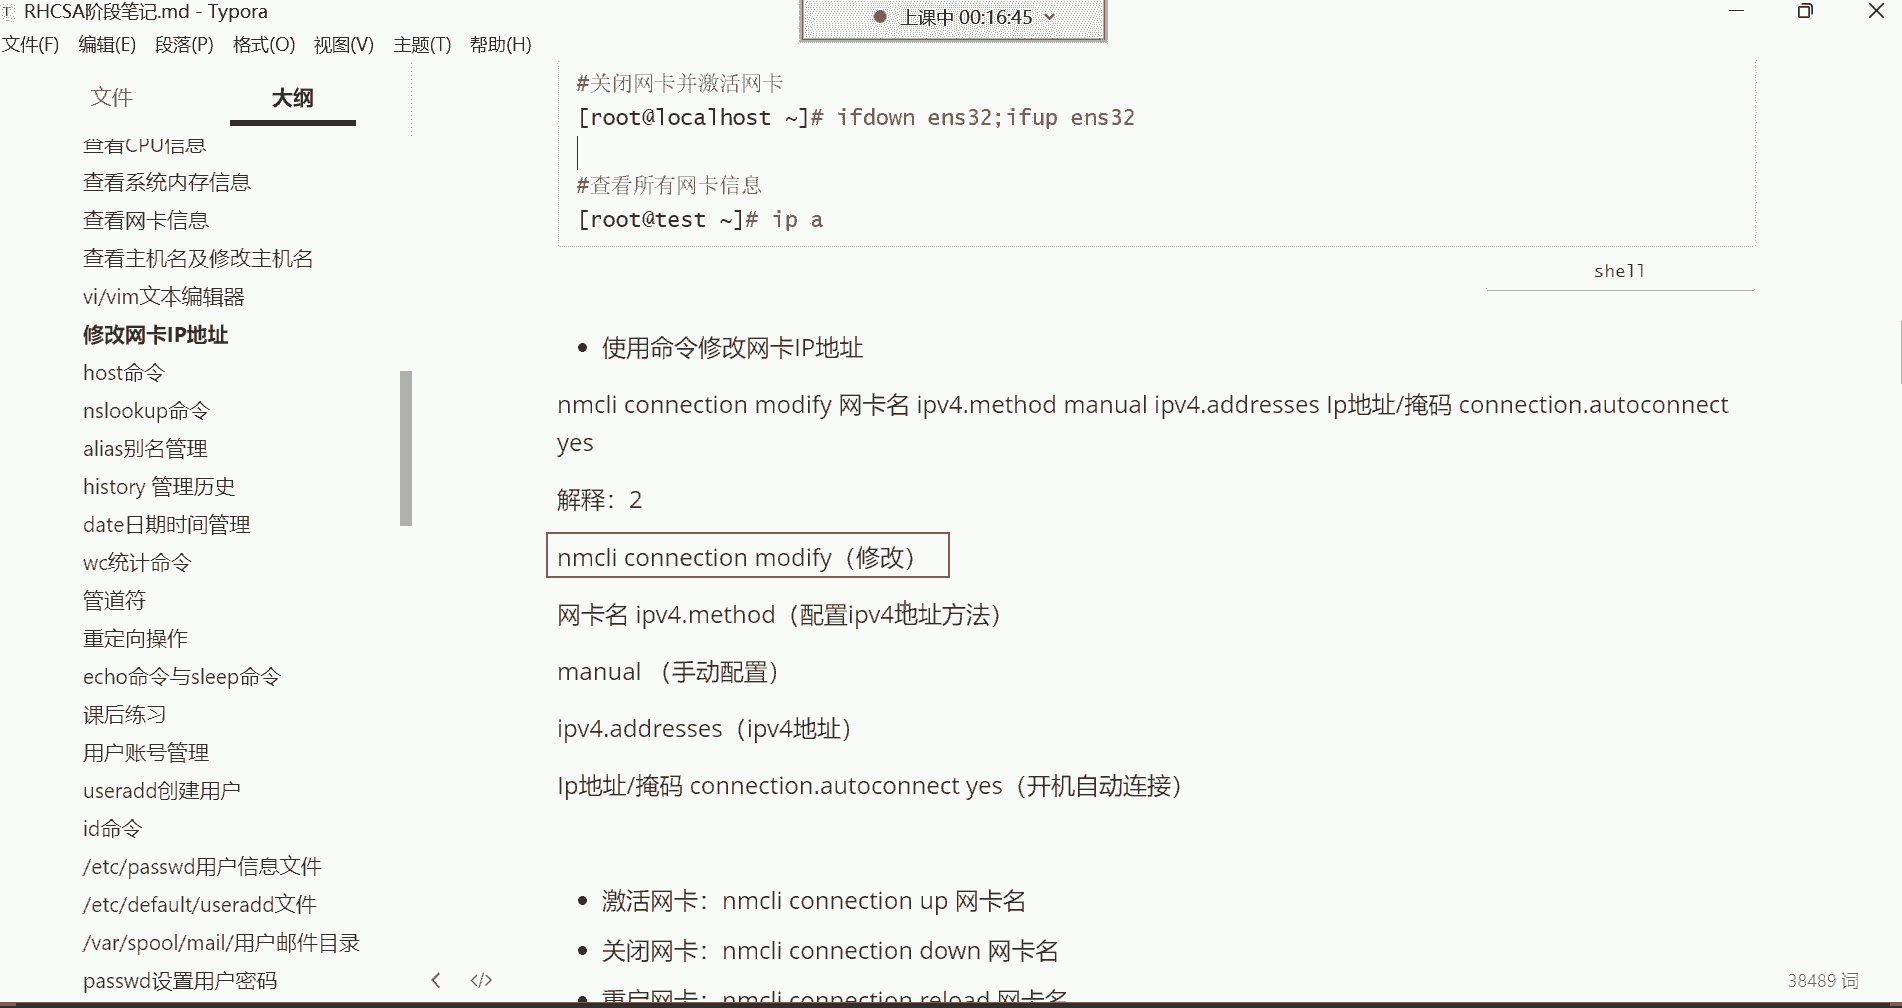 RHCSA阶段笔记.md - Typora
上课中 00:16:45
文件(F) 编辑(E) 段落(P) 格式(O) 视图(V) 主题(T) 帮助(H)
文件 大纲
查看CPU信息
查看系统内存信息
查看网卡信息
查看主机名及修改主机名
vi/vim文本编辑器
修改网卡IP地址
host命令
nslookup命令
alias别名管理
history 管理历史
date日期时间管理
wc统计命令
管道符
重定向操作
echo命令与sleep命令
课后练习
用户账号管理
useradd创建用户
id命令
/etc/passwd用户信息文件
/etc/default/useradd文件
/var/spool/mail/用户邮件目录
passwd设置用户密码
#关闭网卡并激活网卡
[root@localhost ~]# ifdown ens32;ifup ens32
#查看所有网卡信息
[root@test ~]# ip a
shell
使用命令修改网卡IP地址
nmcli connection modify 网卡名 ipv4.method manual ipv4.addresses Ip地址/掩码 connection.autoconnect
yes
解释：2
nmcli connection modify（修改）
网卡名 ipv4.method（配置ipv4地址方法）
manual （手动配置）
ipv4.addresses（ipv4地址）
Ip地址/掩码 connection.autoconnect yes（开机自动连接）
激活网卡：nmcli connection up 网卡名
关闭网卡：nmcli connection down 网卡名
重启网卡：nmcli connection reload 网卡名
38489 词